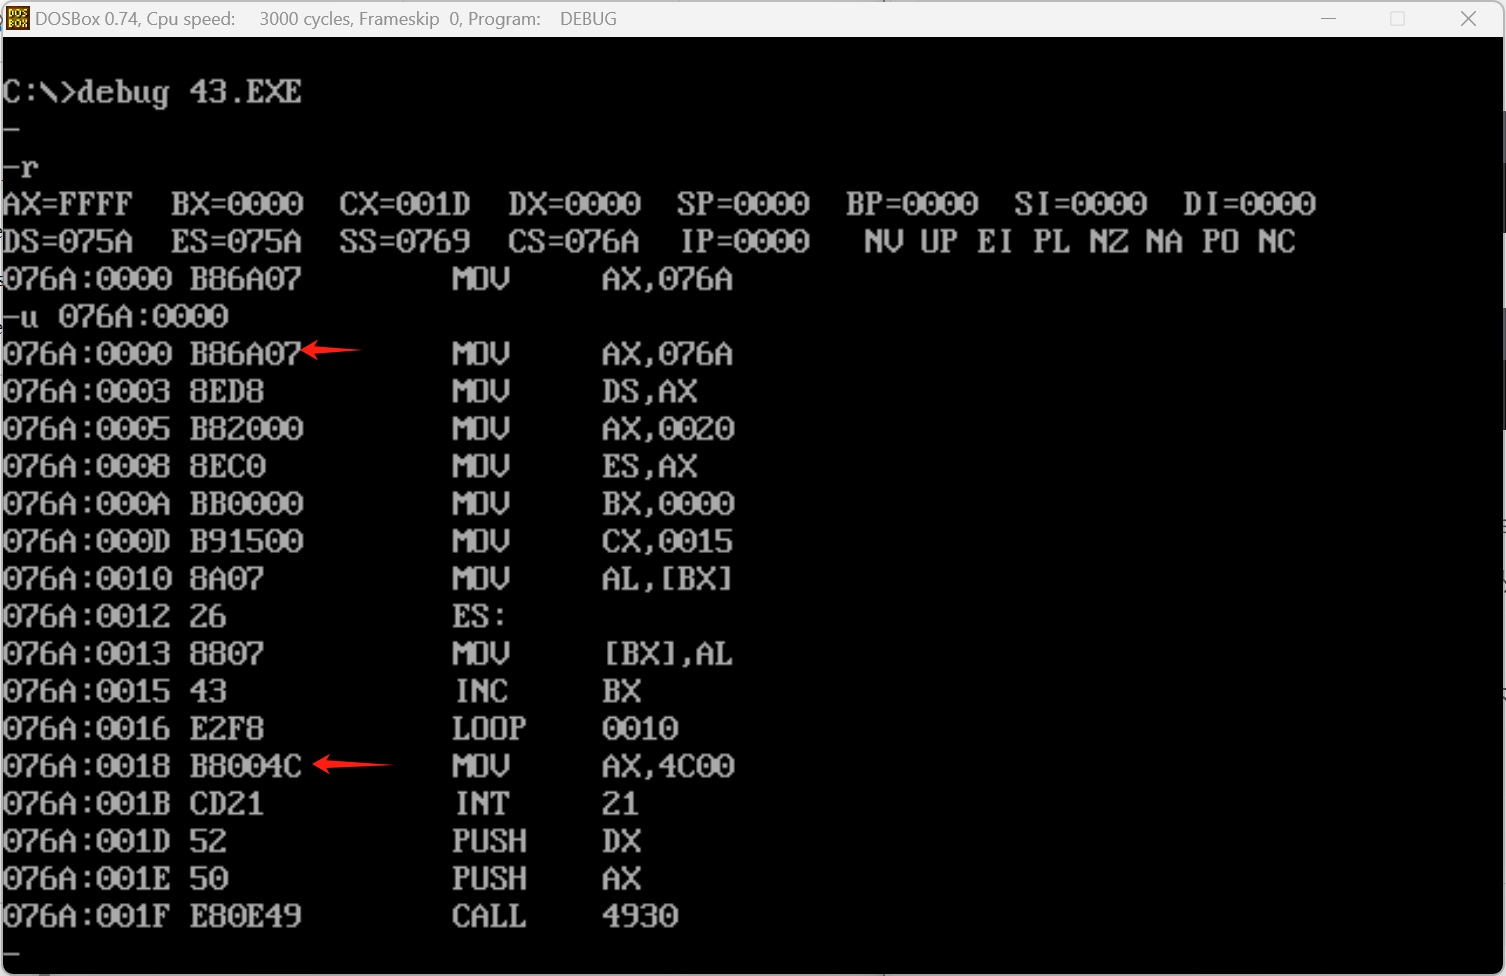 DOSBox 0.74, Cpu speed: 3000 cycles, Frameskip 0, Program: DEBUG
C:\>debug 43.EXE
-
-r
AX=FFFF BX=0000 CX=001D DX=0000 SP=0000 BP=0000 SI=0000 DI=0000
DS=075A ES=075A SS=0769 CS=076A IP=0000 NV UP EI PL NZ NA PO NC
076A:0000 B86A07 MOV AX,076A
-u 076A:0000
076A:0000 B86A07 MOV AX,076A
076A:0003 8ED8 MOV DS,AX
076A:0005 B82000 MOV AX,0020
076A:0008 8EC0 MOV ES,AX
076A:000A BB0000 MOV BX,0000
076A:000D B91500 MOV CX,0015
076A:0010 8A07 MOV AL,[BX]
076A:0012 26 ES:
076A:0013 8807 MOV [BX],AL
076A:0015 43 INC BX
076A:0016 E2F8 LOOP 0010
076A:0018 B8004C MOV AX,4C00
076A:001B CD21 INT 21
076A:001D 52 PUSH DX
076A:001E 50 PUSH AX
076A:001F E80E49 CALL 4930
-